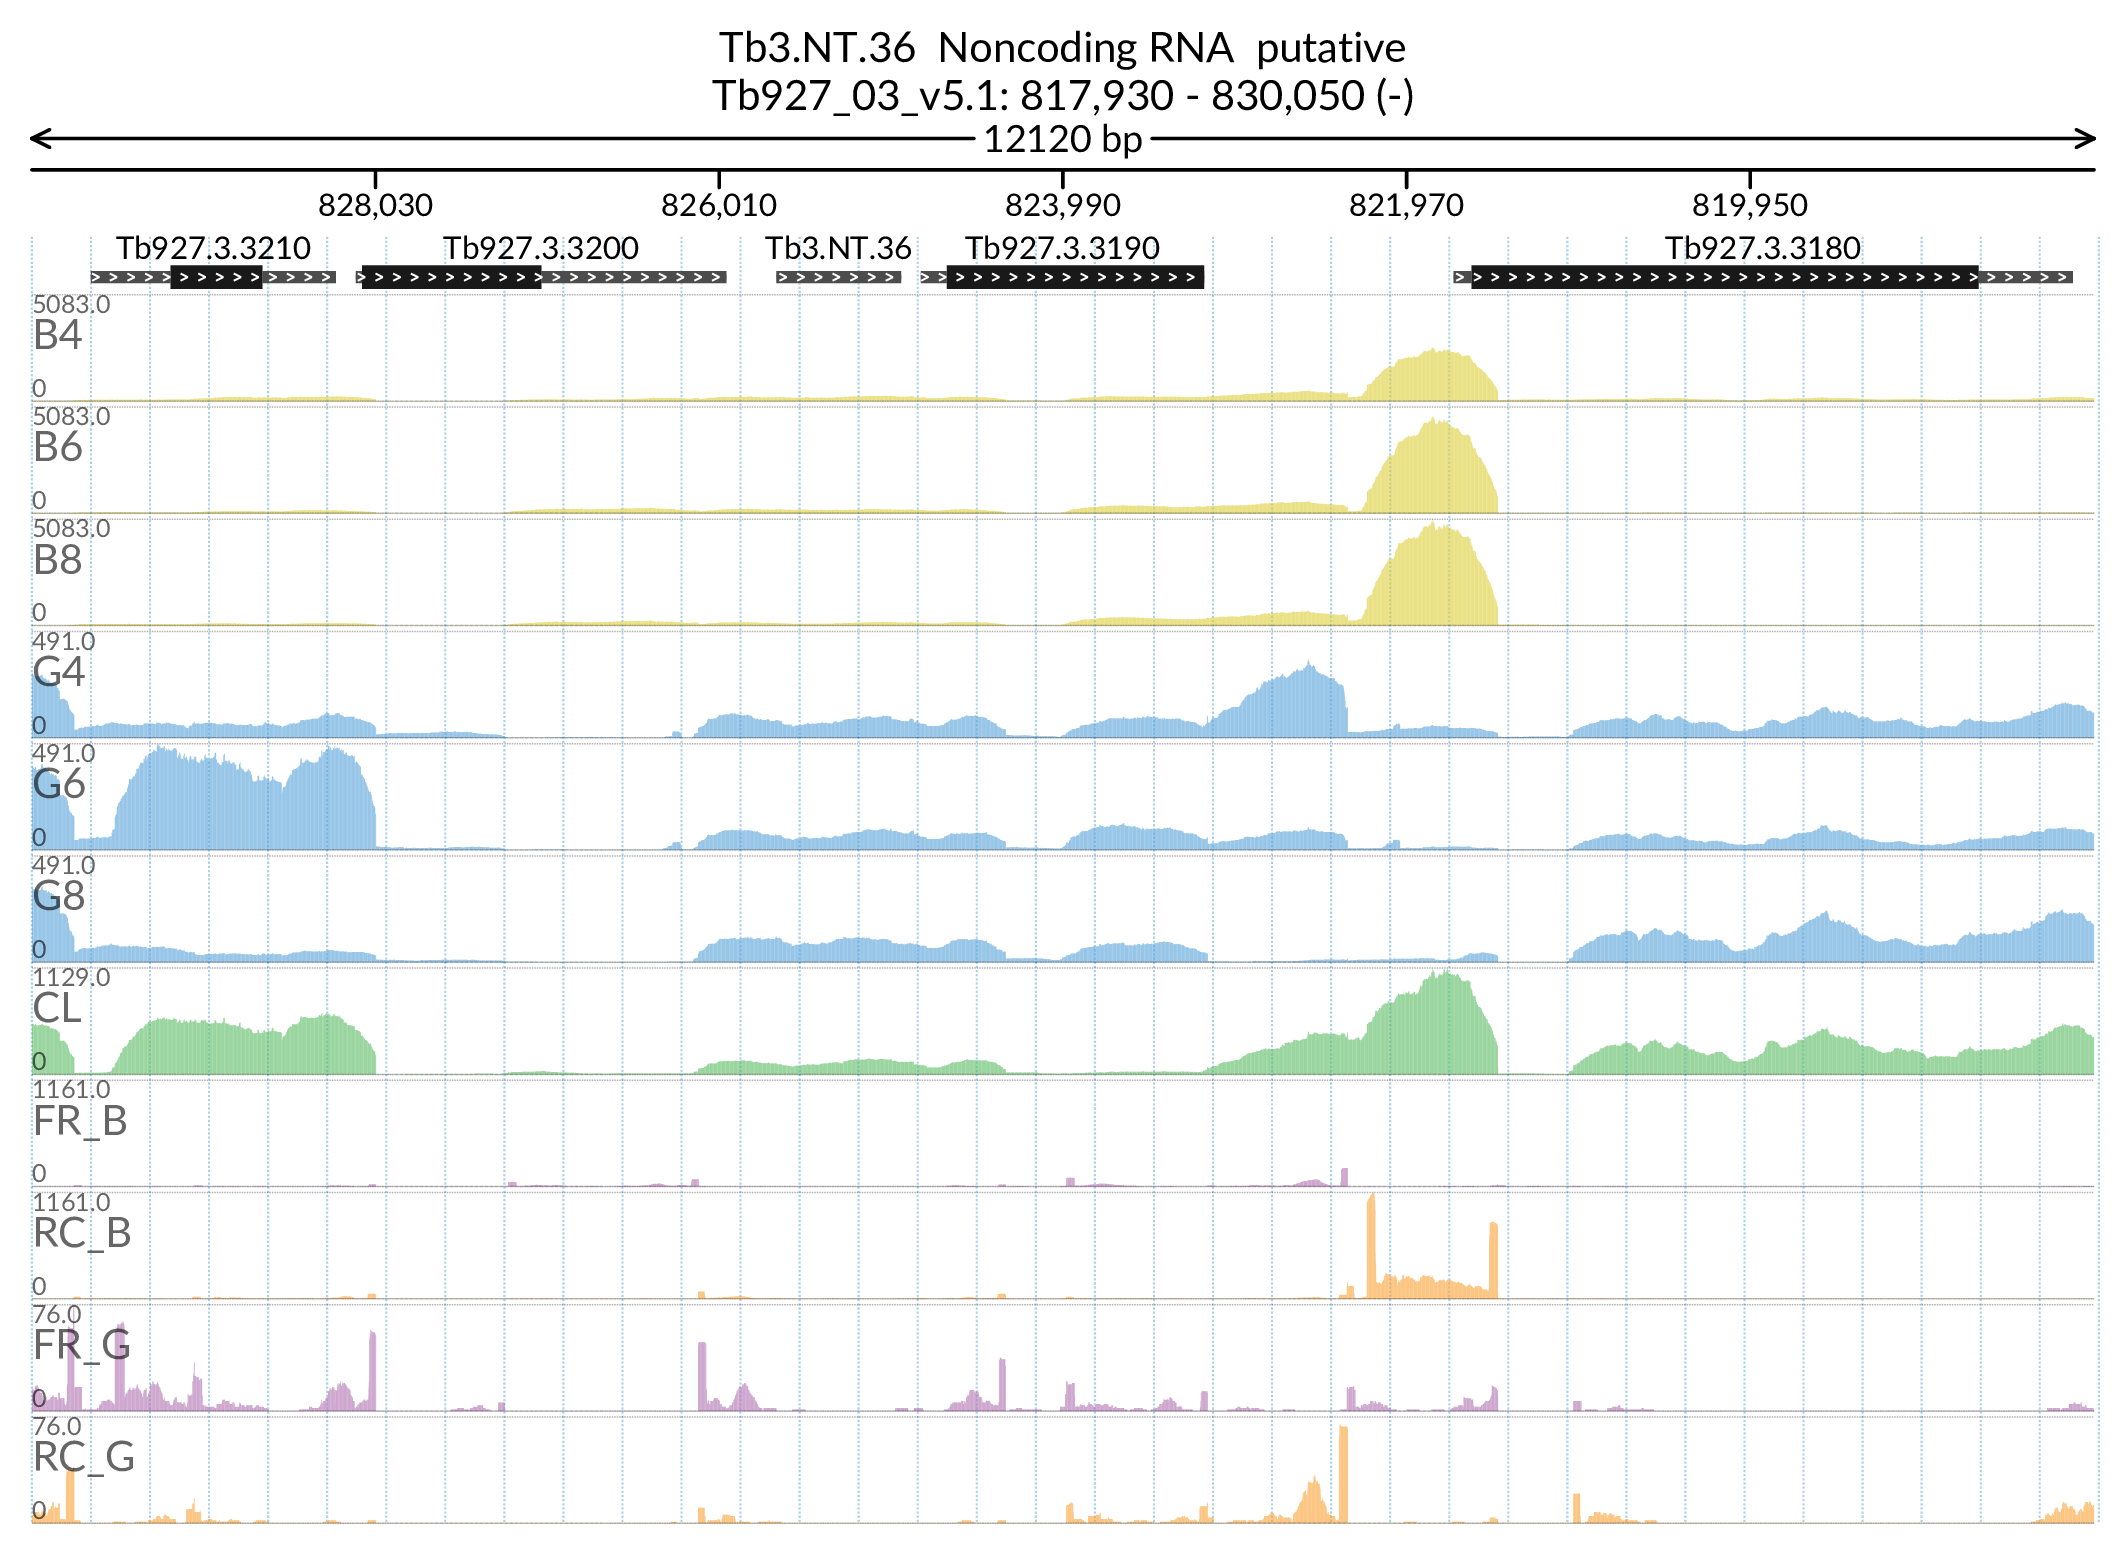 Tb3.NT.36 Noncoding RNA putative
Tb927_03_v5.1: 817,930 - 830,050 (-)
12120 bp
828,030 826,010 823,990 821,970 819,950
Tb927.3.3210 Tb927.3.3200 Tb3.NT.36 Tb927.3.3190 Tb927.3.3180
5083.0
B4
0
5083.0
B6
0
5083.0
B8
0
491.0
G4
0
491.0
G6
0
491.0
G8
0
1129.0
CL
0
1161.0
FR_B
0
1161.0
RC_B
0
76.0
FR_G
0
76.0
RC_G
0